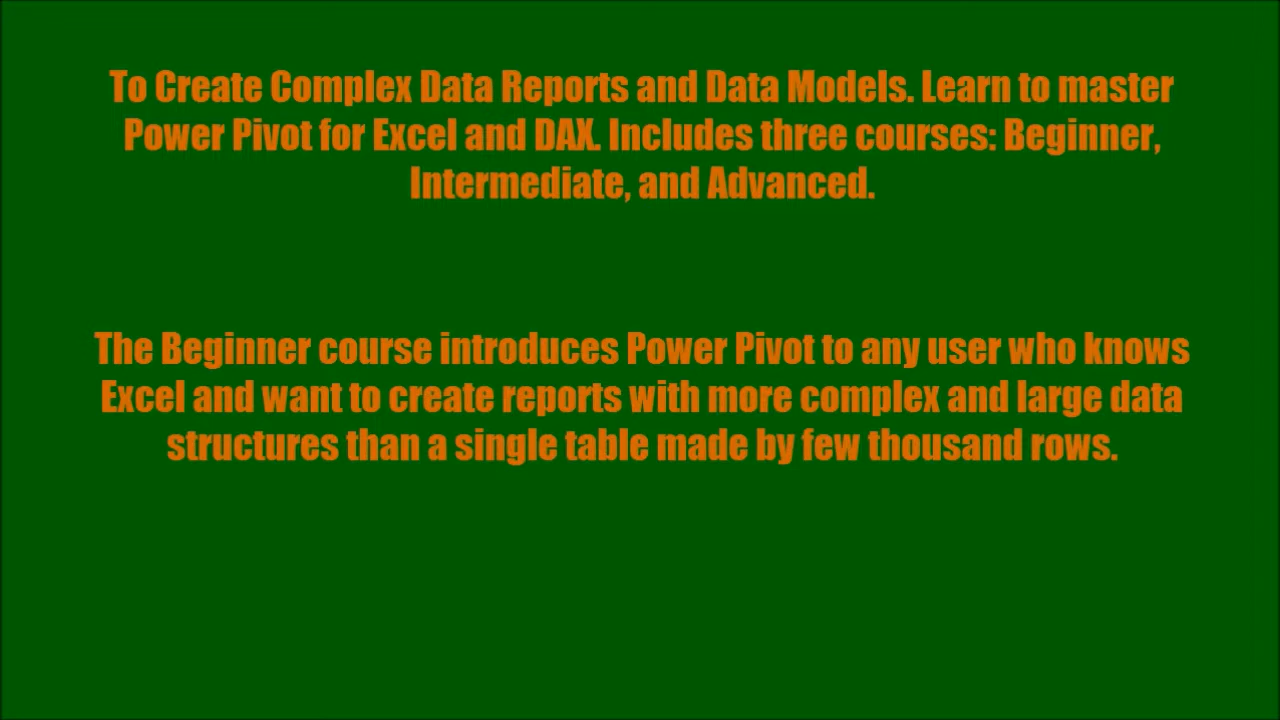 To Create Complex Data Reports and Data Models. Learn to master
Power Pivot for Excel and DAX. Includes three courses: Beginner,
Intermediate, and Advanced.
The Beginner course introduces Power Pivot to any user who knows
Excel and want to create reports with more complex and large data
structures than a single table made by few thousand rows.